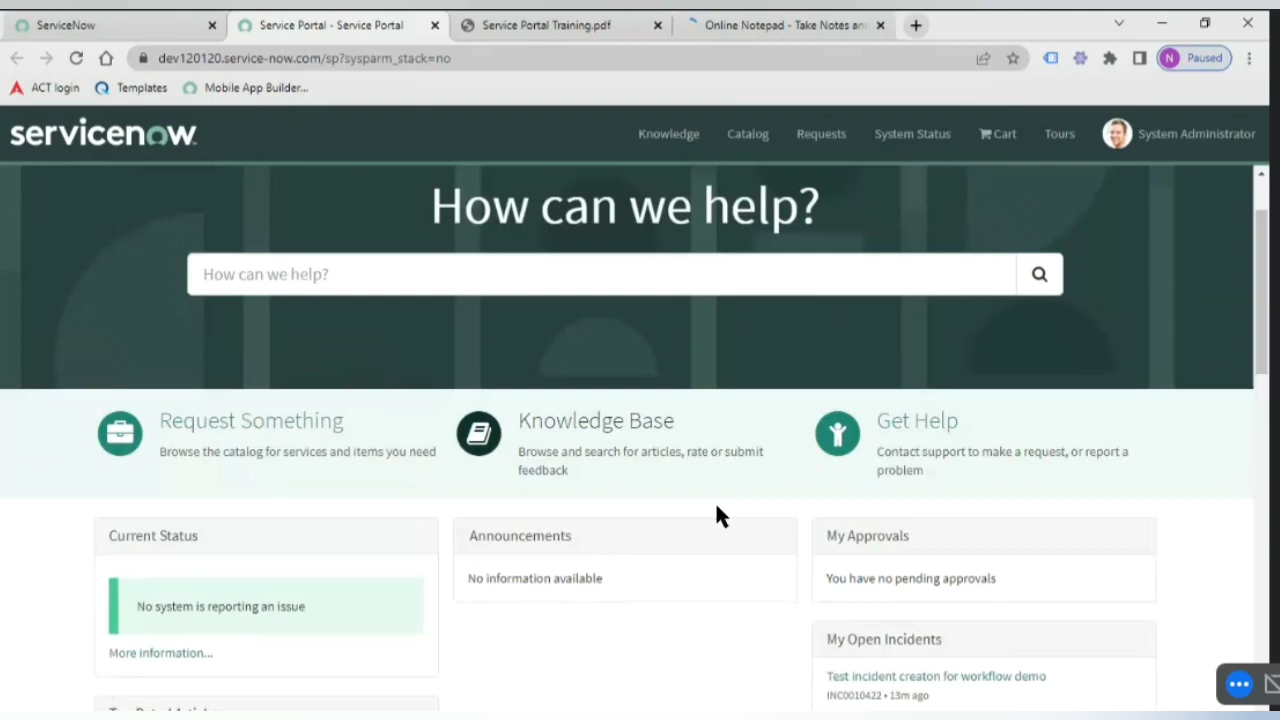 ServiceNow
Service Portal - Service Portal
Service Portal Training.pdf
Online Notepad - Take Notes an
dev120120.service-now.com/sp?sysparm_stack=no
N Paused
ACT login
Templates
Mobile App Builder...
servicenow
Knowledge
Catalog
Requests
System Status
Cart
Tours
System Administrator
How can we help?
How can we help?
Request Something
Browse the catalog for services and items you need
Knowledge Base
Browse and search for articles, rate or submit
feedback
Get Help
Contact support to make a request, or report a
problem
Current Status
No system is reporting an issue
More information...
Announcements
No information available
My Approvals
You have no pending approvals
My Open Incidents
Test incident creaton for workflow demo
INC0010422 • 13m ago